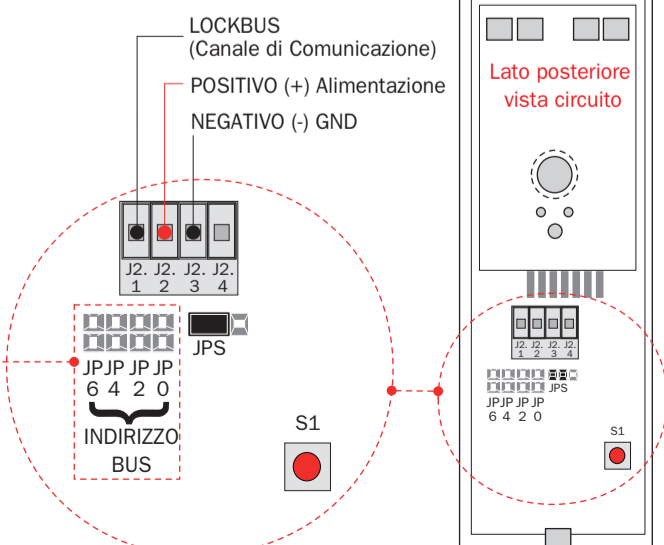 LOCKBUS
(Canale di Comunicazione)
POSITIVO (+) Alimentazione
NEGATIVO (-) GND
J2. J2. J2. J2.
1 2 3 4
JPS
JP JP JP JP
6 4 2 0
INDIRIZZO
BUS
S1
Lato posteriore
vista circuito
J2. J2. J2. J2.
1 2 3 4
JPS
JP JP JP JP
6 4 2 0
S1